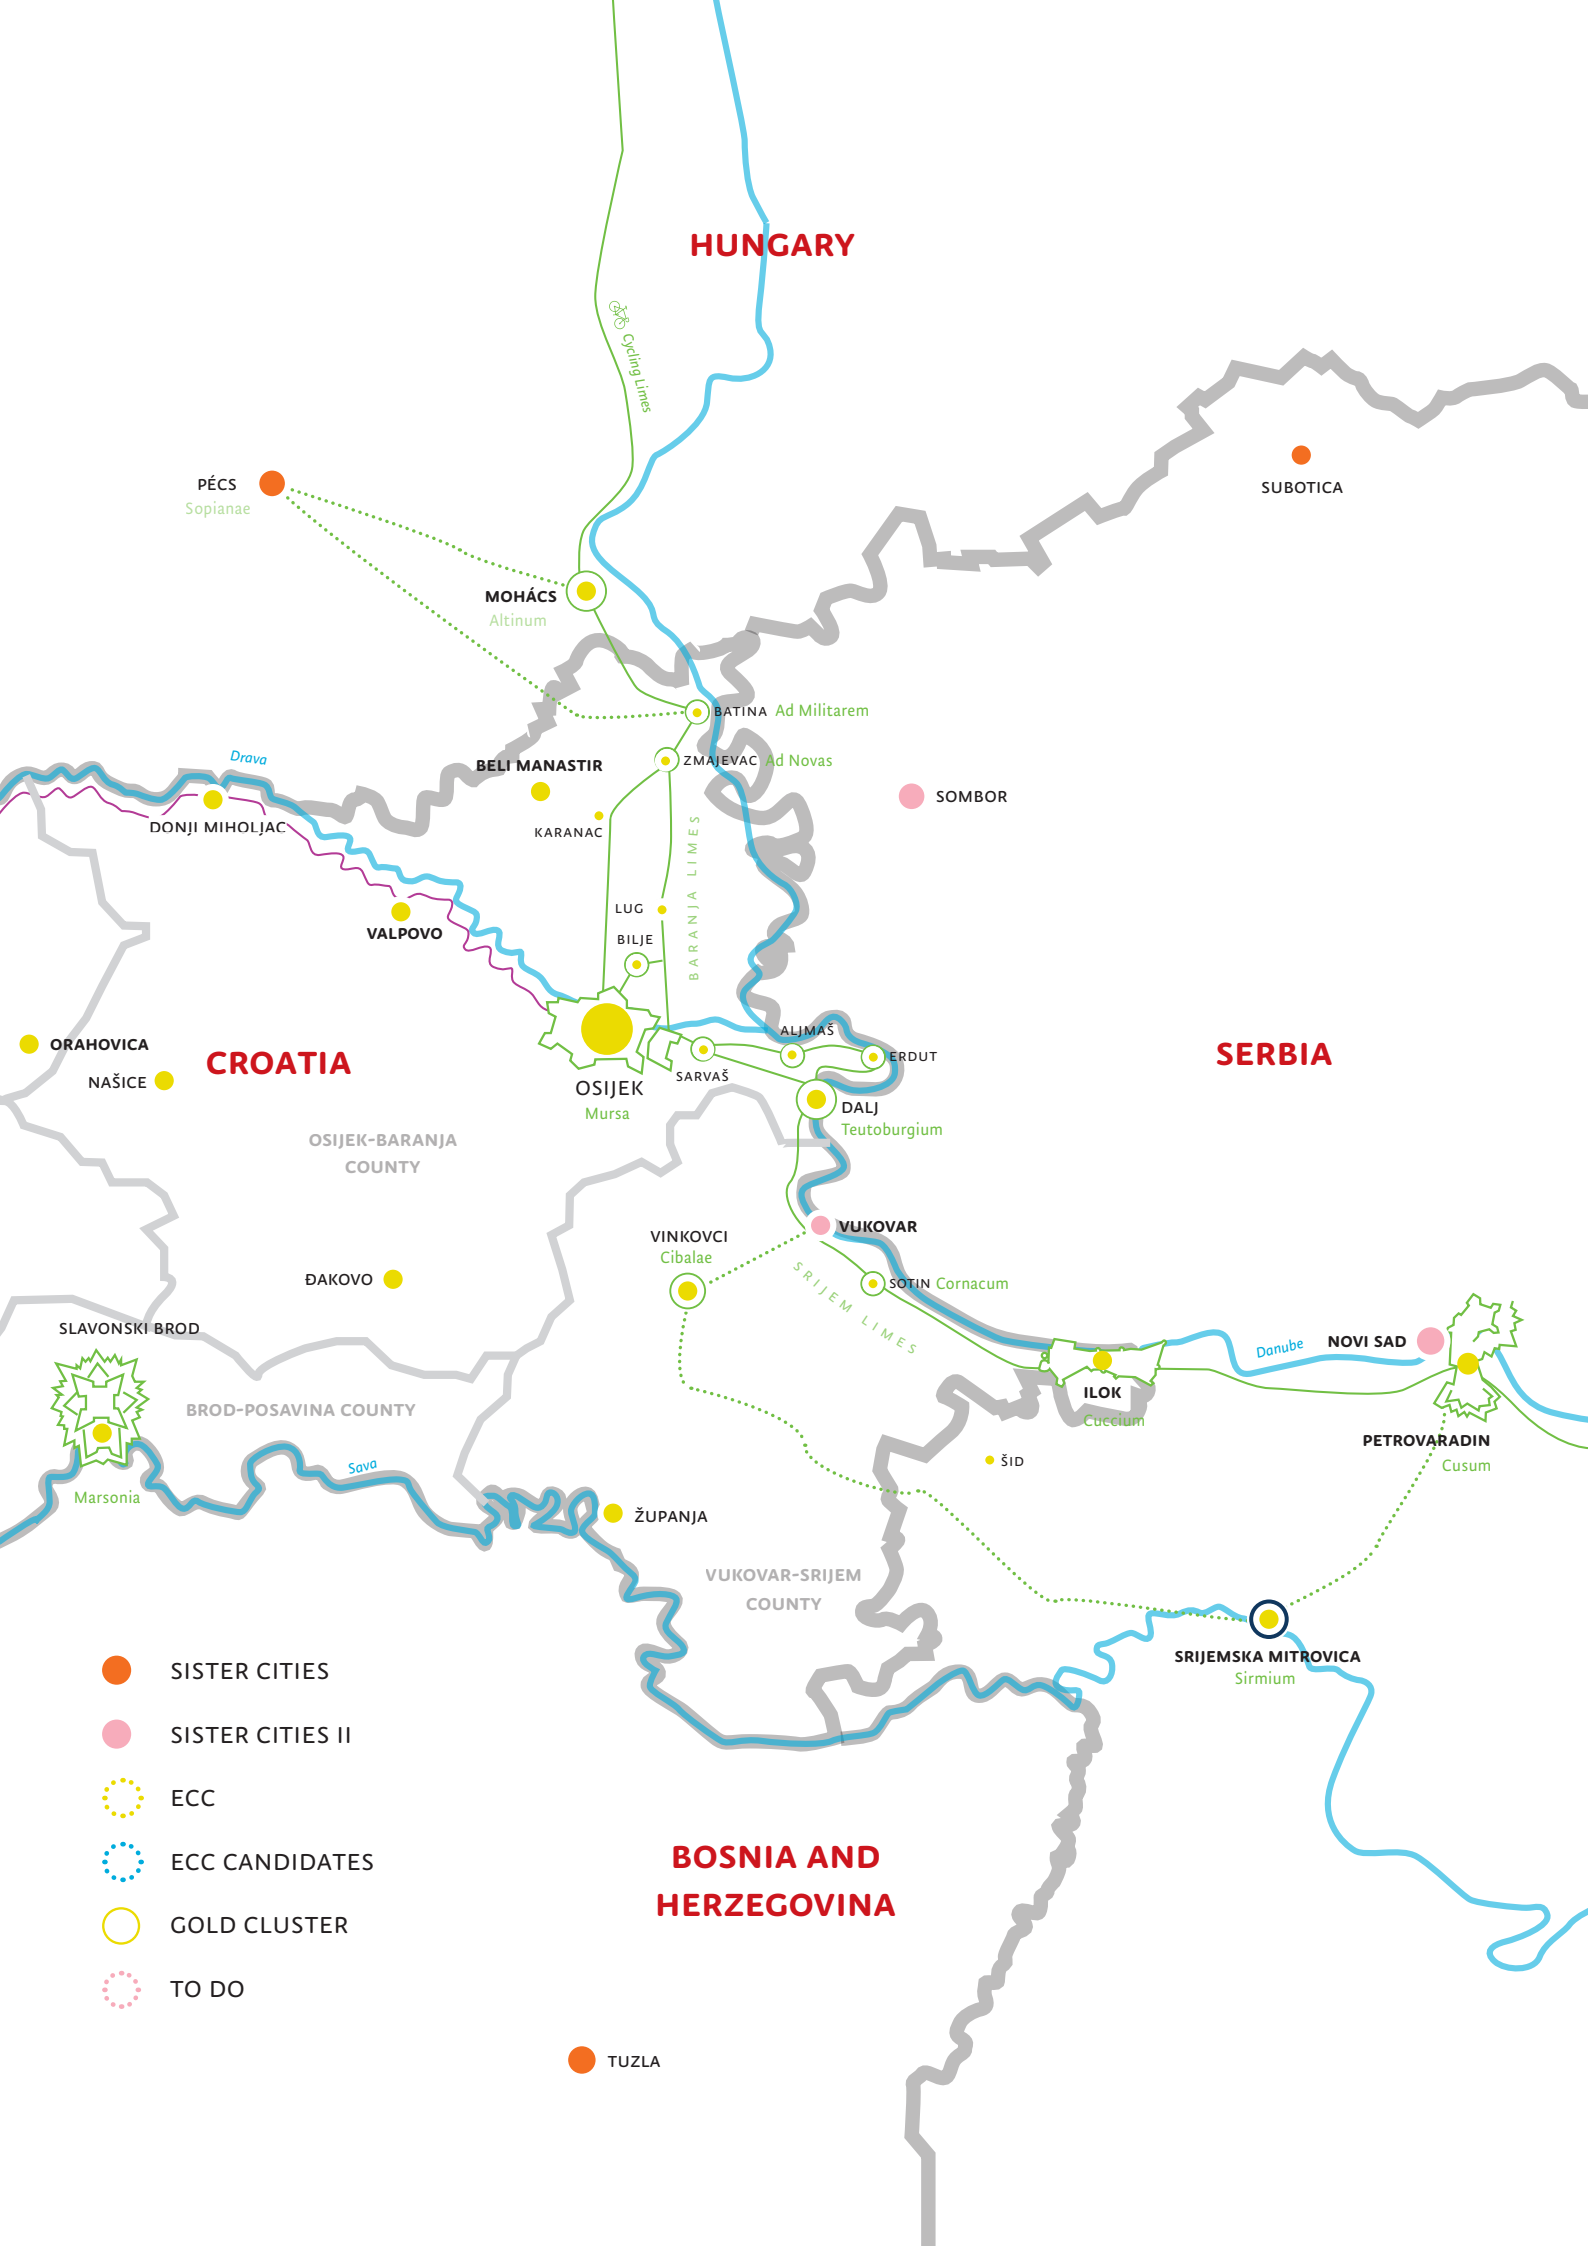 HUNGARY
Cycling Limes
SUBOTICA
PÉCS
Sopianae
MOHÁCS
Altinum
BATINA Ad Militarem
Drava
BELI MANASTIR
ZMAJEVAC Ad Novas
SOMBOR
DONJI MIHOLJAC
KARANAC
BARANJA LIMES
LUG
VALPOVO
BILJE
ALJMAŠ
ORAHOVICA
CROATIA
SERBIA
ERDUT
NAŠICE
SARVAŠ
OSIJEK
Mursa
DALJ
Teutoburgium
OSIJEK-BARANJA
COUNTY
VUKOVAR
VINKOVCI
Cibalae
ĐAKOVO
SOTIN Cornacum
SRIJEM LIMES
SLAVONSKI BROD
Danube
NOVI SAD
ILOK
Cuccium
BROD-POSAVINA COUNTY
PETROVARADIN
Cusum
Sava
ŠID
Marsonia
ŽUPANJA
VUKOVAR-SRIJEM
COUNTY
SRIJEMSKA MITROVICA
Sirmium
SISTER CITIES
SISTER CITIES II
ECC
ECC CANDIDATES
GOLD CLUSTER
TO DO
BOSNIA AND
HERZEGOVINA
TUZLA